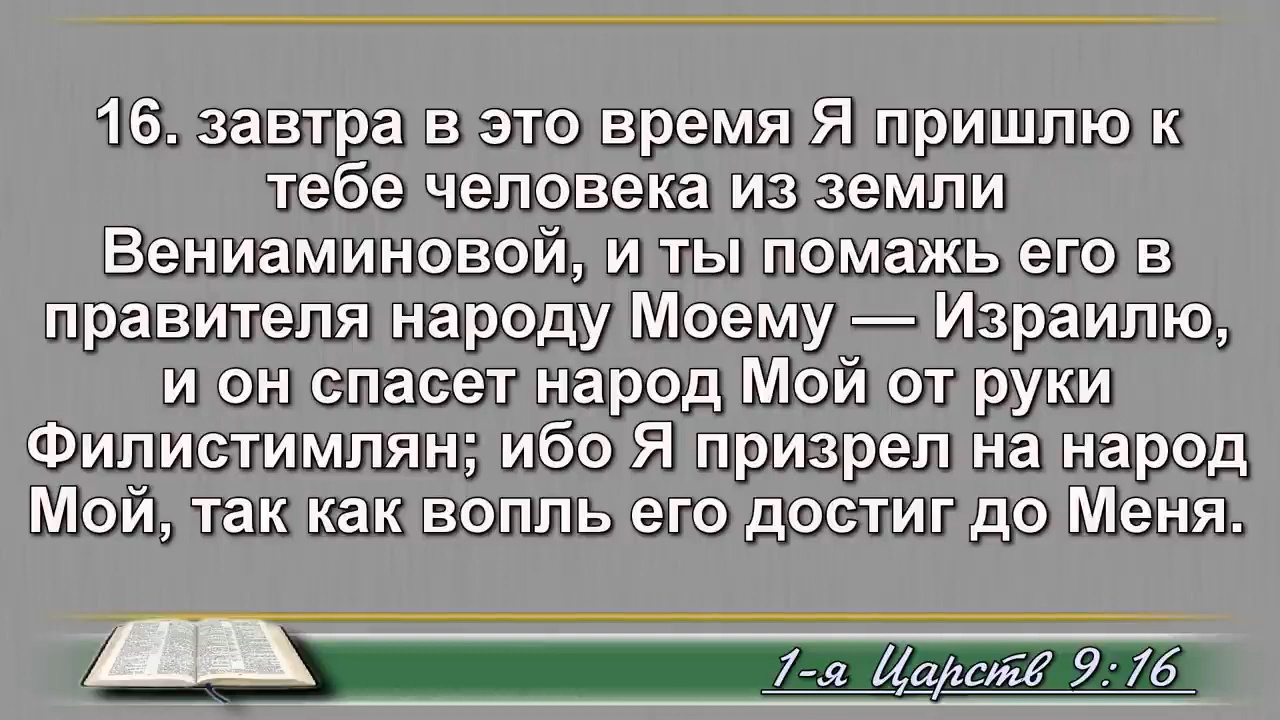 16. завтра в это время Я пришлю к
тебе человека из земли
Вениаминовой, и ты помажь его в
правителя народу Моему — Израилю,
и он спасет народ Мой от руки
Филистимлян; ибо Я призрел на народ
Мой, так как вопль его достиг до Меня.
1-я Царств 9:16